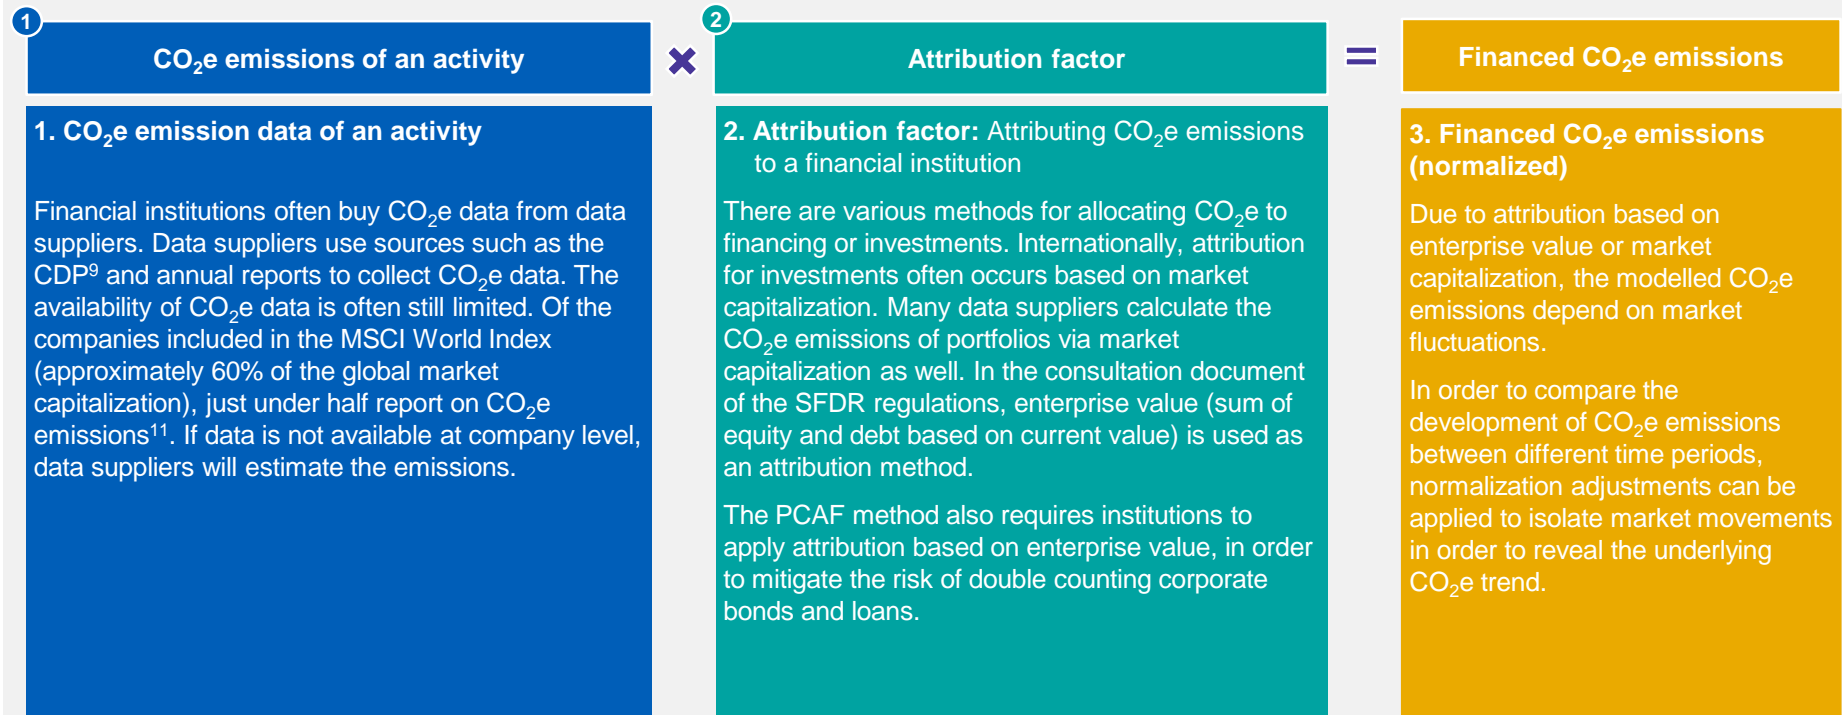 1
CO₂e emissions of an activity
×
2
Attribution factor
=
Financed CO₂e emissions
1. CO₂e emission data of an activity
Financial institutions often buy CO₂e data from data
suppliers. Data suppliers use sources such as the
CDP⁹ and annual reports to collect CO₂e data. The
availability of CO₂e data is often still limited. Of the
companies included in the MSCI World Index
(approximately 60% of the global market
capitalization), just under half report on CO₂e
emissions¹¹. If data is not available at company level,
data suppliers will estimate the emissions.
2. Attribution factor: Attributing CO₂e emissions
to a financial institution
There are various methods for allocating CO₂e to
financing or investments. Internationally, attribution
for investments often occurs based on market
capitalization. Many data suppliers calculate the
CO₂e emissions of portfolios via market
capitalization as well. In the consultation document
of the SFDR regulations, enterprise value (sum of
equity and debt based on current value) is used as
an attribution method.
The PCAF method also requires institutions to
apply attribution based on enterprise value, in order
to mitigate the risk of double counting corporate
bonds and loans.
3. Financed CO₂e emissions
(normalized)
Due to attribution based on
enterprise value or market
capitalization, the modelled CO₂e
emissions depend on market
fluctuations.
In order to compare the
development of CO₂e emissions
between different time periods,
normalization adjustments can be
applied to isolate market movements
in order to reveal the underlying
CO₂e trend.